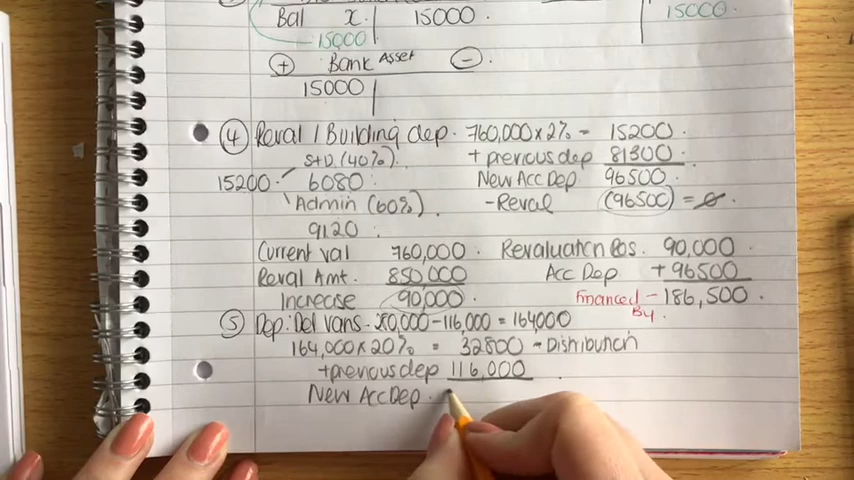 Bal x. 15000 . 15000 .
15000
+ Bank Asset - .
15000
4 Reval / Building dep. 760,000 x 2% = 15200 .
S+D (40%). + previous dep 81300 .
15200 . 6080 . New Acc Dep. 96500 .
Admin (60%) . - Reval (96500) = 0 .
9120 .
Current val 760,000 . Revaluation Res. 90,000
Reval Amt. 850,000 Acc Dep + 96500
Increase 90,000 . Financed - 186,500 .
By .
5 Dep: Del Vans. 280,000 - 116,000 = 164000
164,000 x 20% = 32800 - Distribution
+ previous dep 116,000 .
New Acc Dep .